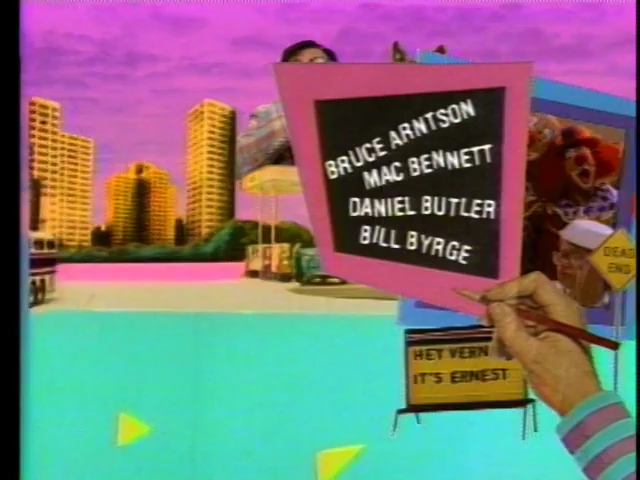 BRUCE ARNTSON
MAC BENNETT
DANIEL BUTLER
BILL BYRGE
DEAD
END
HEY VERN
IT'S ERNEST